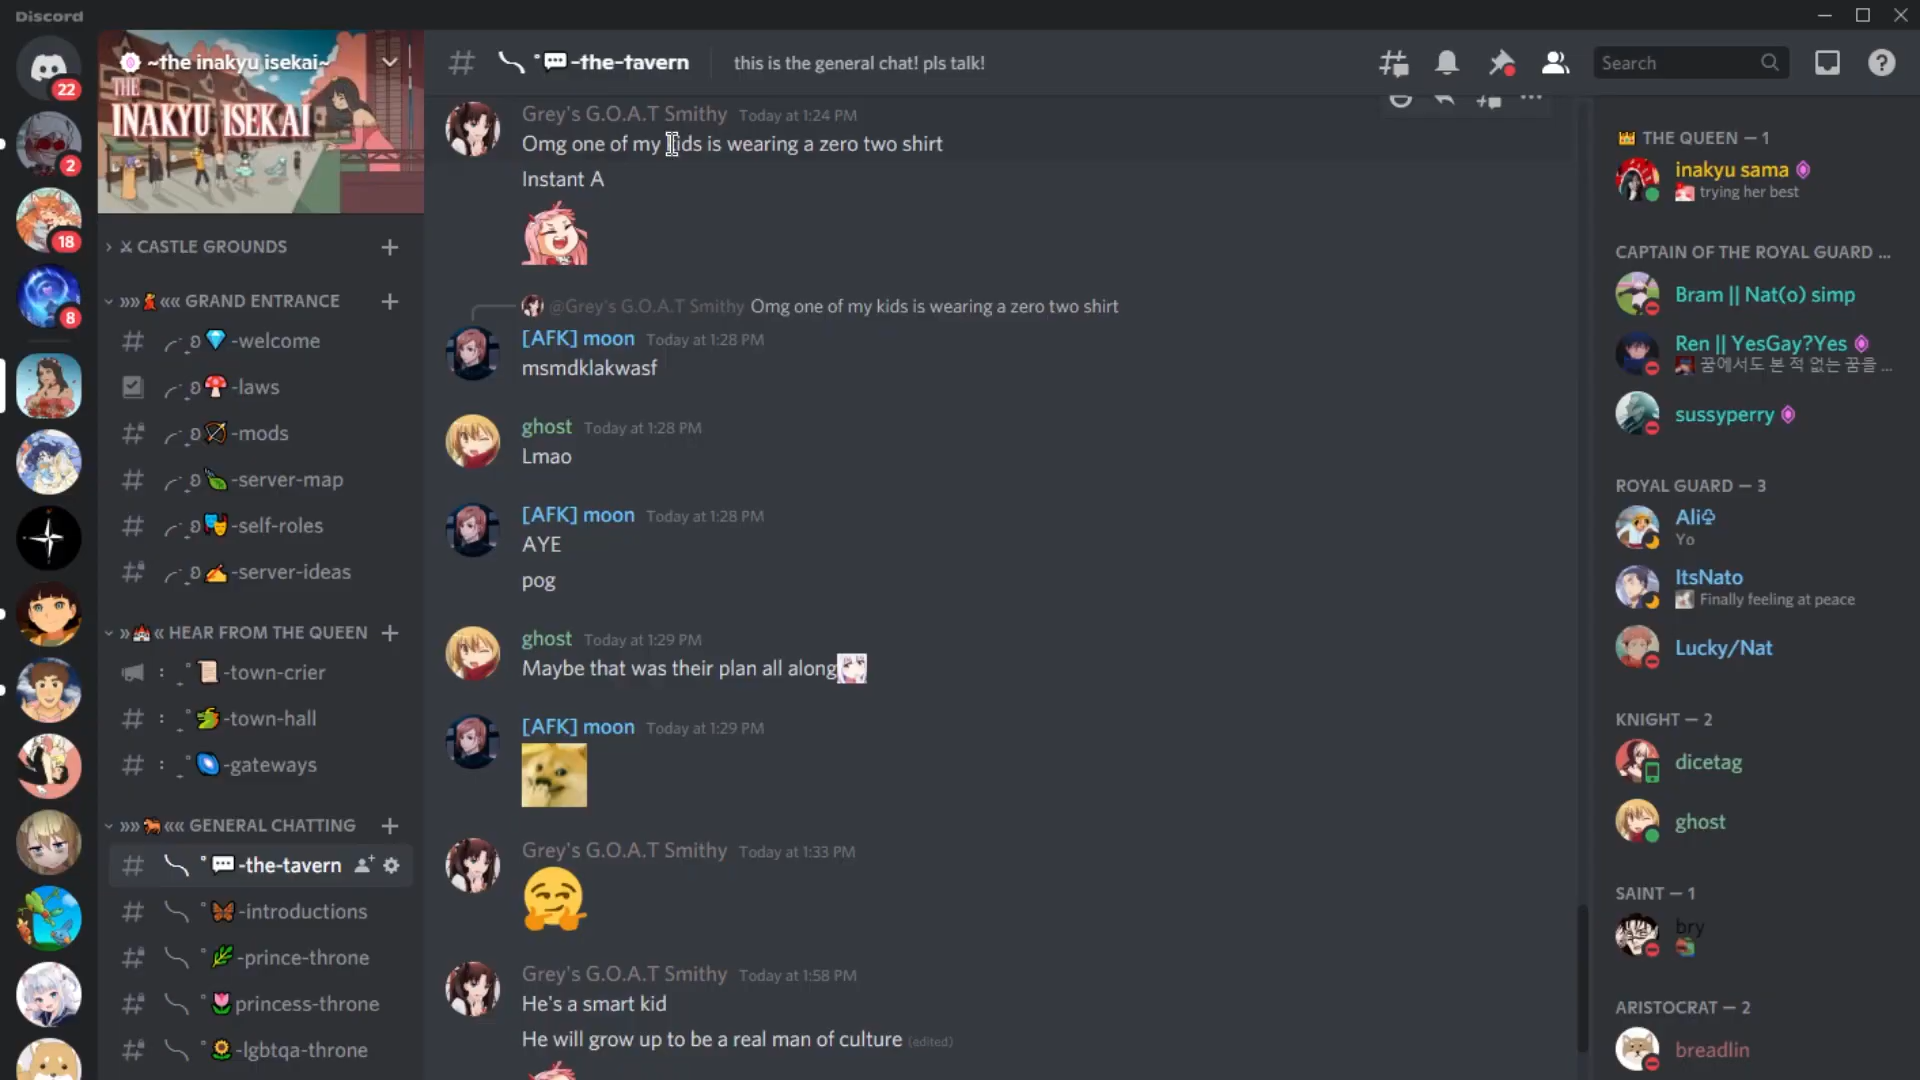 Discord
~the inakyu isekai~
THE
INAKYU ISEKAI
22
2
18
8
CASTLE GROUNDS
»» «« GRAND ENTRANCE
-welcome
-laws
-mods
-server-map
-self-roles
-server-ideas
» « HEAR FROM THE QUEEN
-town-crier
-town-hall
-gateways
»» «« GENERAL CHATTING
-the-tavern
-introductions
-prince-throne
princess-throne
-lgbtqa-throne
-the-tavern
this is the general chat! pls talk!
Search
Grey's G.O.A.T Smithy Today at 1:24 PM
Omg one of my kids is wearing a zero two shirt
Instant A
@Grey's G.O.A.T Smithy Omg one of my kids is wearing a zero two shirt
[AFK] moon Today at 1:28 PM
msmdklakwasf
ghost Today at 1:28 PM
Lmao
[AFK] moon Today at 1:28 PM
AYE
pog
ghost Today at 1:29 PM
Maybe that was their plan all along
[AFK] moon Today at 1:29 PM
Grey's G.O.A.T Smithy Today at 1:33 PM
Grey's G.O.A.T Smithy Today at 1:58 PM
He's a smart kid
He will grow up to be a real man of culture (edited)
THE QUEEN — 1
inakyu sama
trying her best
CAPTAIN OF THE ROYAL GUARD ...
Bram || Nat(o) simp
Ren || YesGay?Yes
꿈에서도 본 적 없는 꿈을 ...
sussyperry
ROYAL GUARD — 3
Ali♧
Yo
ItsNato
Finally feeling at peace
Lucky/Nat
KNIGHT — 2
dicetag
ghost
SAINT — 1
bry
ARISTOCRAT — 2
breadlin